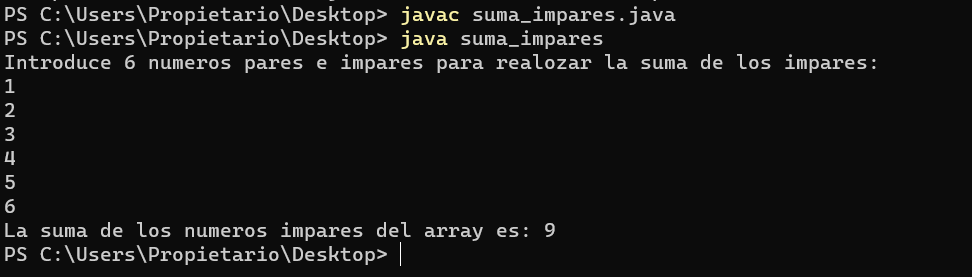 PS C:\Users\Propietario\Desktop> javac suma_impares.java
PS C:\Users\Propietario\Desktop> java suma_impares
Introduce 6 numeros pares e impares para realozar la suma de los impares:
1
2
3
4
5
6
La suma de los numeros impares del array es: 9
PS C:\Users\Propietario\Desktop>